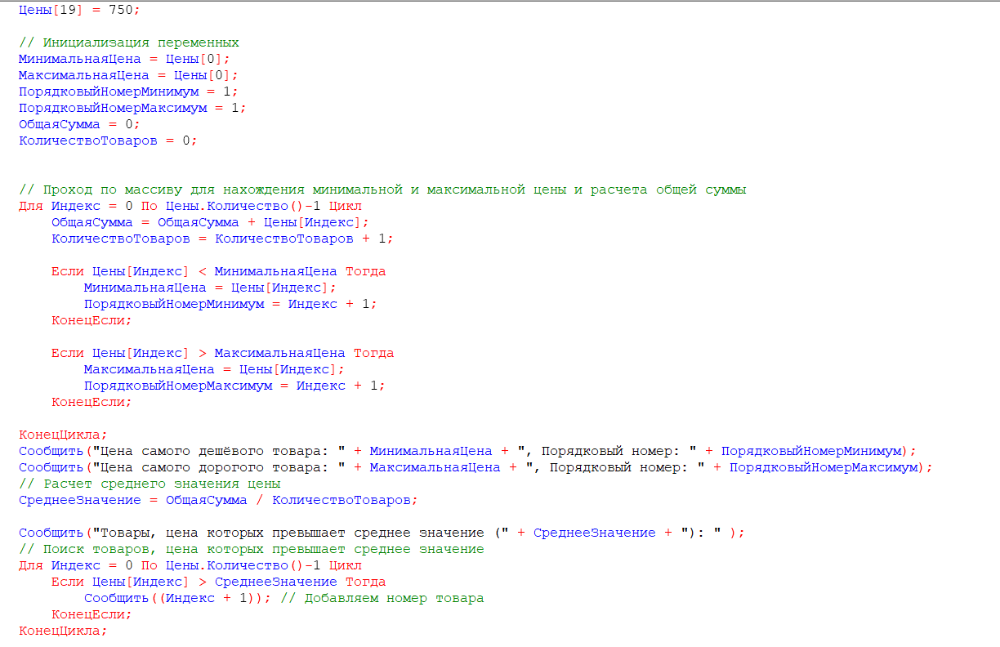 Цены[19] = 750;
// Инициализация переменных
МинимальнаяЦена = Цены[0];
МаксимальнаяЦена = Цены[0];
ПорядковыйНомерМинимум = 1;
ПорядковыйНомерМаксимум = 1;
ОбщаяСумма = 0;
КоличествоТоваров = 0;
// Проход по массиву для нахождения минимальной и максимальной цены и расчета общей суммы
Для Индекс = 0 По Цены.Количество()-1 Цикл
    ОбщаяСумма = ОбщаяСумма + Цены[Индекс];
    КоличествоТоваров = КоличествоТоваров + 1;
    Если Цены[Индекс] < МинимальнаяЦена Тогда
        МинимальнаяЦена = Цены[Индекс];
        ПорядковыйНомерМинимум = Индекс + 1;
    КонецЕсли;
    Если Цены[Индекс] > МаксимальнаяЦена Тогда
        МаксимальнаяЦена = Цены[Индекс];
        ПорядковыйНомерМаксимум = Индекс + 1;
    КонецЕсли;
КонецЦикла;
Сообщить("Цена самого дешёвого товара: " + МинимальнаяЦена + ", Порядковый номер: " + ПорядковыйНомерМинимум);
Сообщить("Цена самого дорогого товара: " + МаксимальнаяЦена + ", Порядковый номер: " + ПорядковыйНомерМаксимум);
// Расчет среднего значения цены
СреднееЗначение = ОбщаяСумма / КоличествоТоваров;
Сообщить("Товары, цена которых превышает среднее значение (" + СреднееЗначение + "): " );
// Поиск товаров, цена которых превышает среднее значение
Для Индекс = 0 По Цены.Количество()-1 Цикл
    Если Цены[Индекс] > СреднееЗначение Тогда
        Сообщить((Индекс + 1)); // Добавляем номер товара
    КонецЕсли;
КонецЦикла;